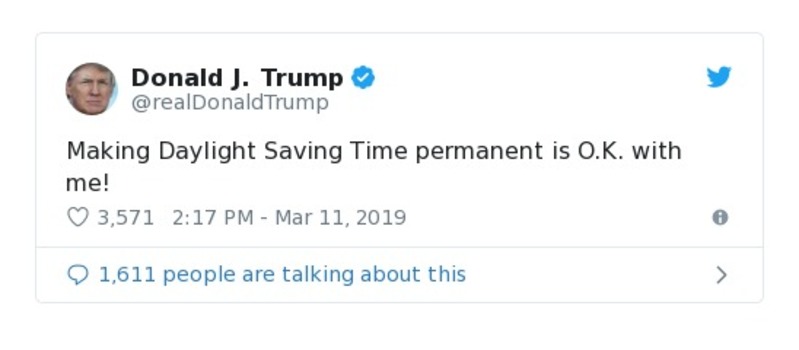 Donald J. Trump
@realDonaldTrump
Making Daylight Saving Time permanent is O.K. with
me!
3,571 2:17 PM - Mar 11, 2019
1,611 people are talking about this